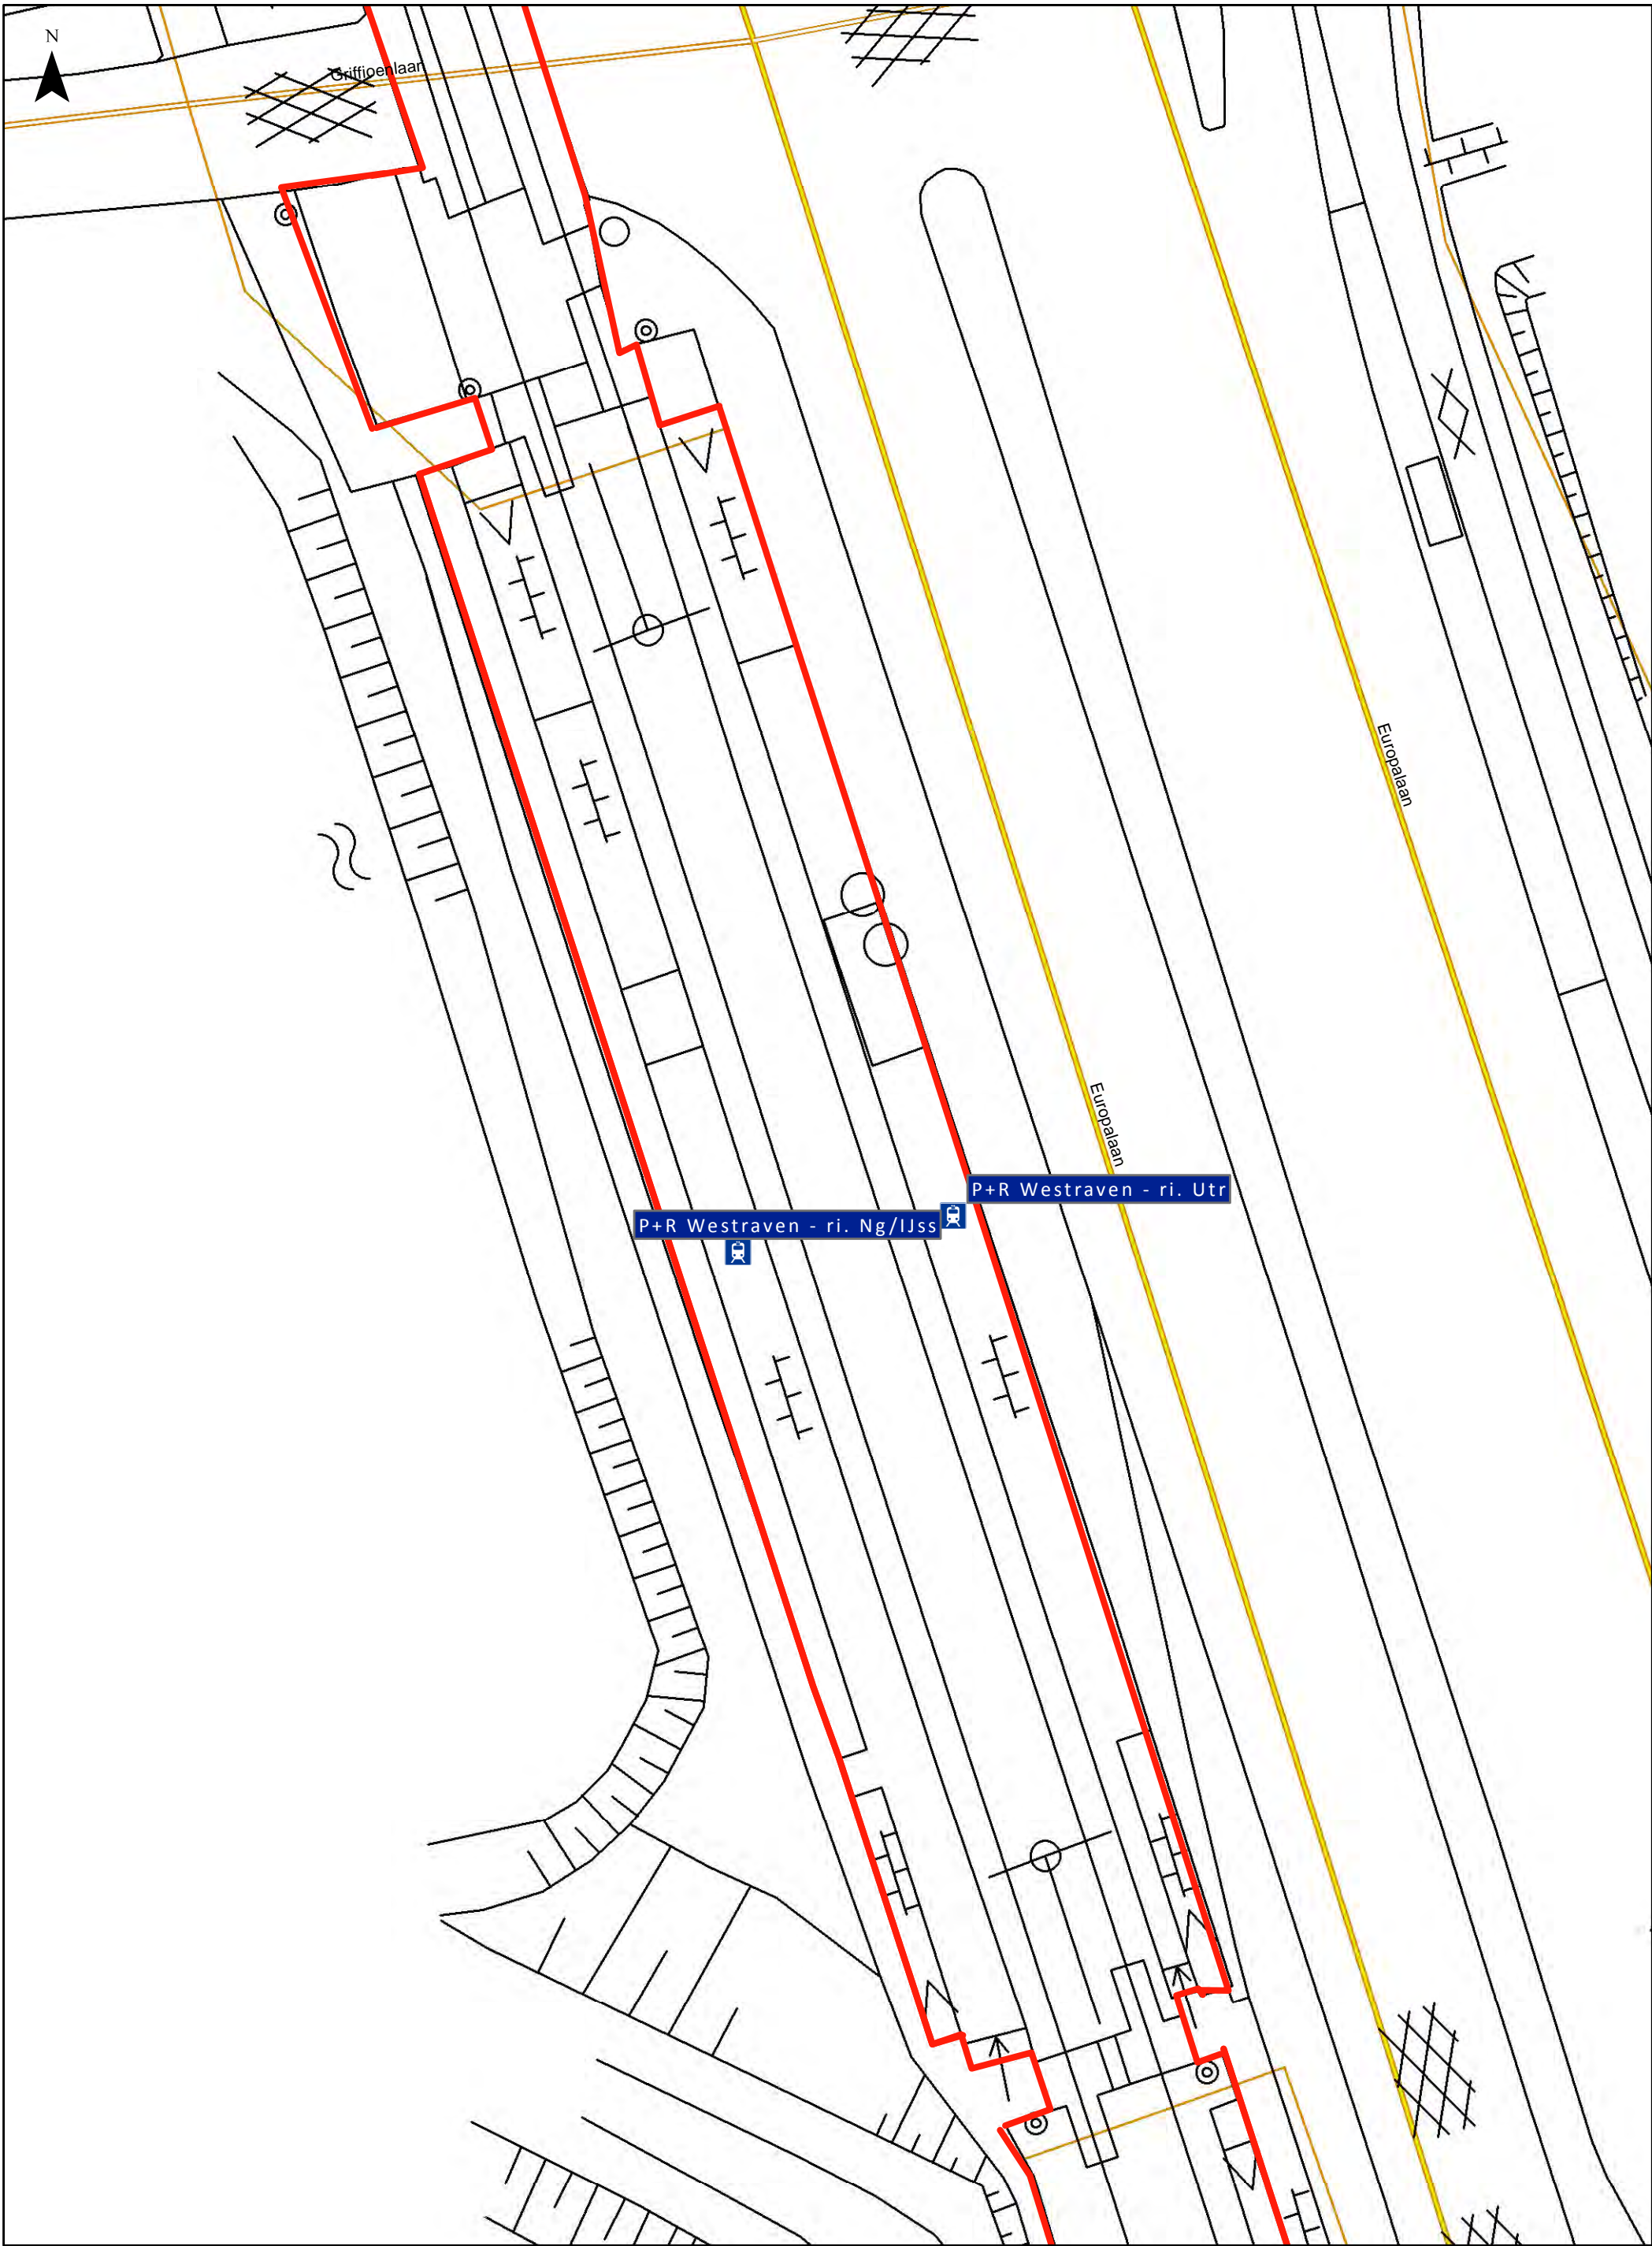 N
Griffioenlaan
Europalaan
Europalaan
P+R Westraven - ri. Utr
P+R Westraven - ri. Ng/IJss